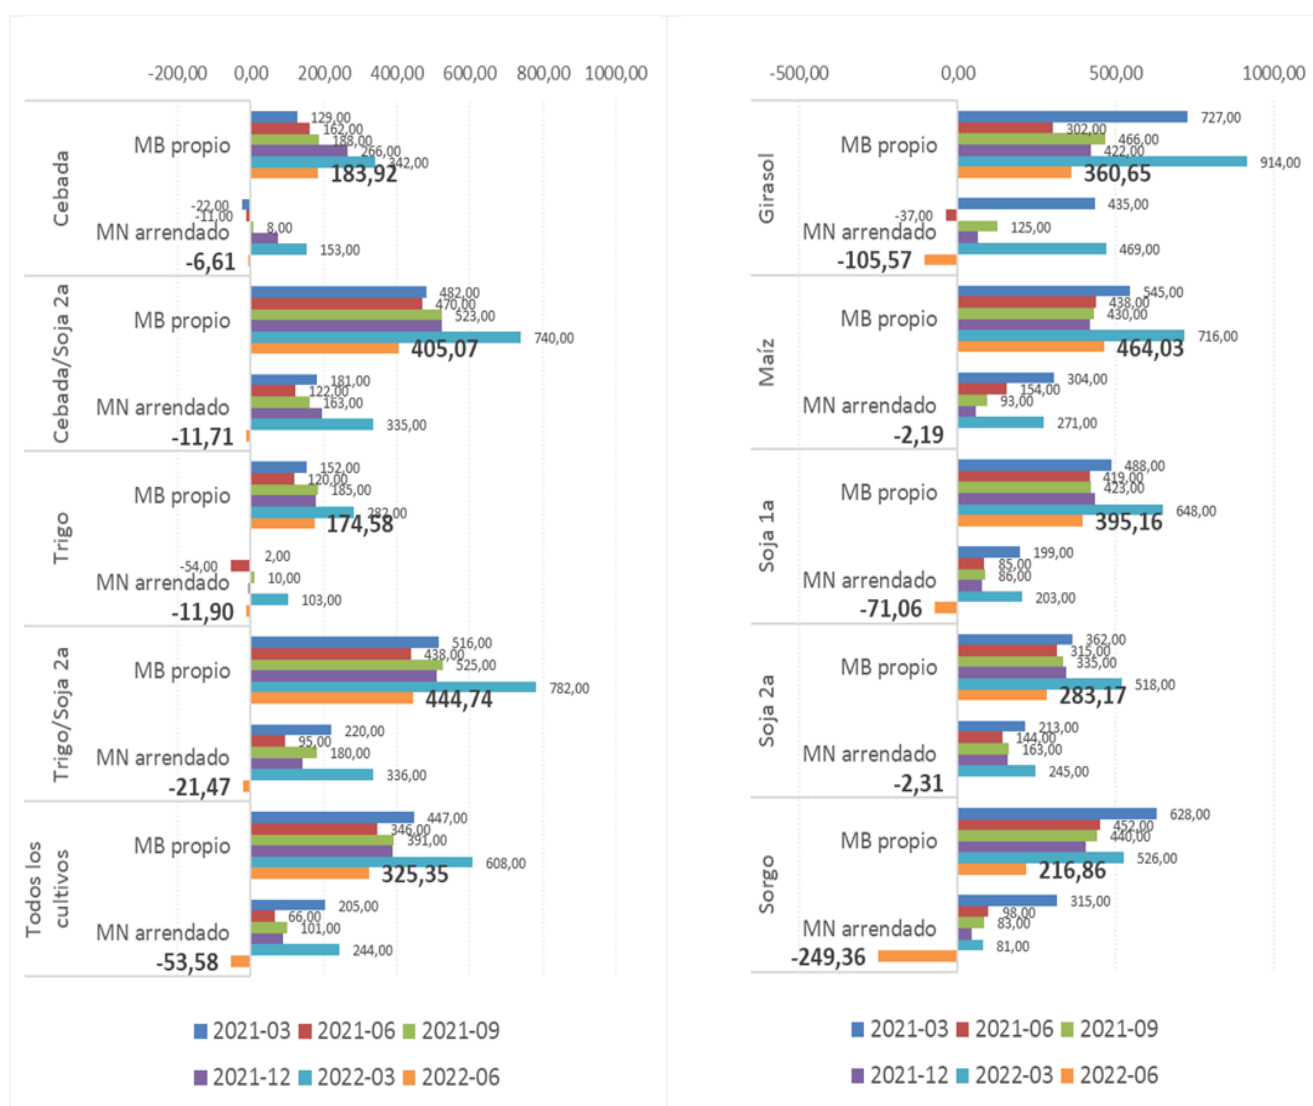 -200,00 0,00 200,00 400,00 600,00 800,00 1000,00
Cebada
MB propio
129,00
162,00
188,00
266,00
342,00
183,92
MN arrendado
-22,00
-11,00
8,00
153,00
-6,61
Cebada/Soja 2a
MB propio
482,00
470,00
523,00
740,00
405,07
MN arrendado
181,00
122,00
163,00
335,00
-11,71
Trigo
MB propio
152,00
120,00
185,00
282,00
174,58
MN arrendado
2,00
-54,00
10,00
103,00
-11,90
Trigo/Soja 2a
MB propio
516,00
438,00
525,00
782,00
444,74
MN arrendado
220,00
95,00
180,00
336,00
-21,47
Todos los
cultivos
MB propio
447,00
346,00
391,00
608,00
325,35
MN arrendado
205,00
66,00
101,00
244,00
-53,58
2021-03 2021-06 2021-09
2021-12 2022-03 2022-06
-500,00 0,00 500,00 1000,00
Girasol
MB propio
727,00
302,00
466,00
422,00
914,00
360,65
MN arrendado
435,00
-37,00
125,00
469,00
-105,57
Maíz
MB propio
545,00
438,00
430,00
716,00
464,03
MN arrendado
304,00
154,00
93,00
271,00
-2,19
Soja 1a
MB propio
488,00
419,00
423,00
648,00
395,16
MN arrendado
199,00
85,00
86,00
203,00
-71,06
Soja 2a
MB propio
362,00
315,00
335,00
518,00
283,17
MN arrendado
213,00
144,00
163,00
245,00
-2,31
Sorgo
MB propio
628,00
452,00
440,00
526,00
216,86
MN arrendado
315,00
98,00
83,00
81,00
-249,36
2021-03 2021-06 2021-09
2021-12 2022-03 2022-06